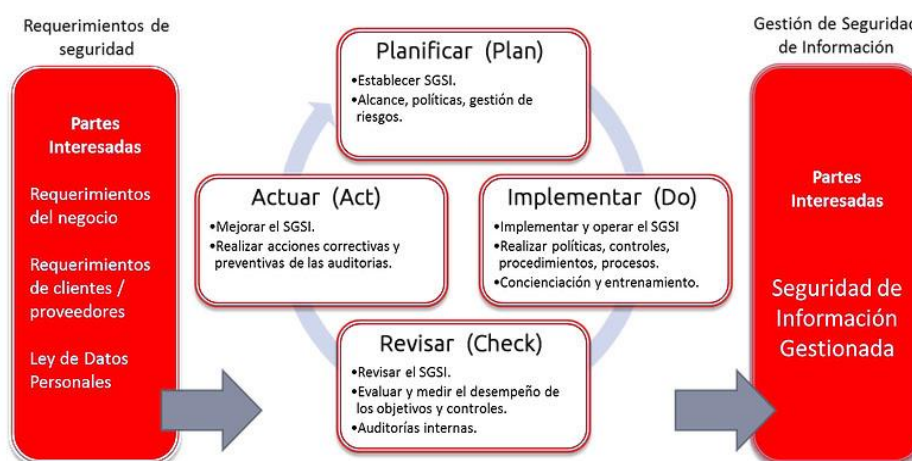 Requerimientos de
seguridad
Partes
Interesadas
Requerimientos
del negocio
Requerimientos
de clientes /
proveedores
Ley de Datos
Personales
Planificar (Plan)
•Establecer SGSI.
•Alcance, políticas, gestión de
riesgos.
Actuar (Act)
•Mejorar el SGSI.
•Realizar acciones correctivas y
preventivas de las auditorias.
Implementar (Do)
•Implementar y operar el SGSI
•Realizar políticas, controles,
procedimientos, procesos.
•Concienciación y entrenamiento.
Revisar (Check)
•Revisar el SGSI.
•Evaluar y medir el desempeño de
los objetivos y controles.
•Auditorías internas.
Gestión de Seguridad
de Información
Partes
Interesadas
Seguridad de
Información
Gestionada